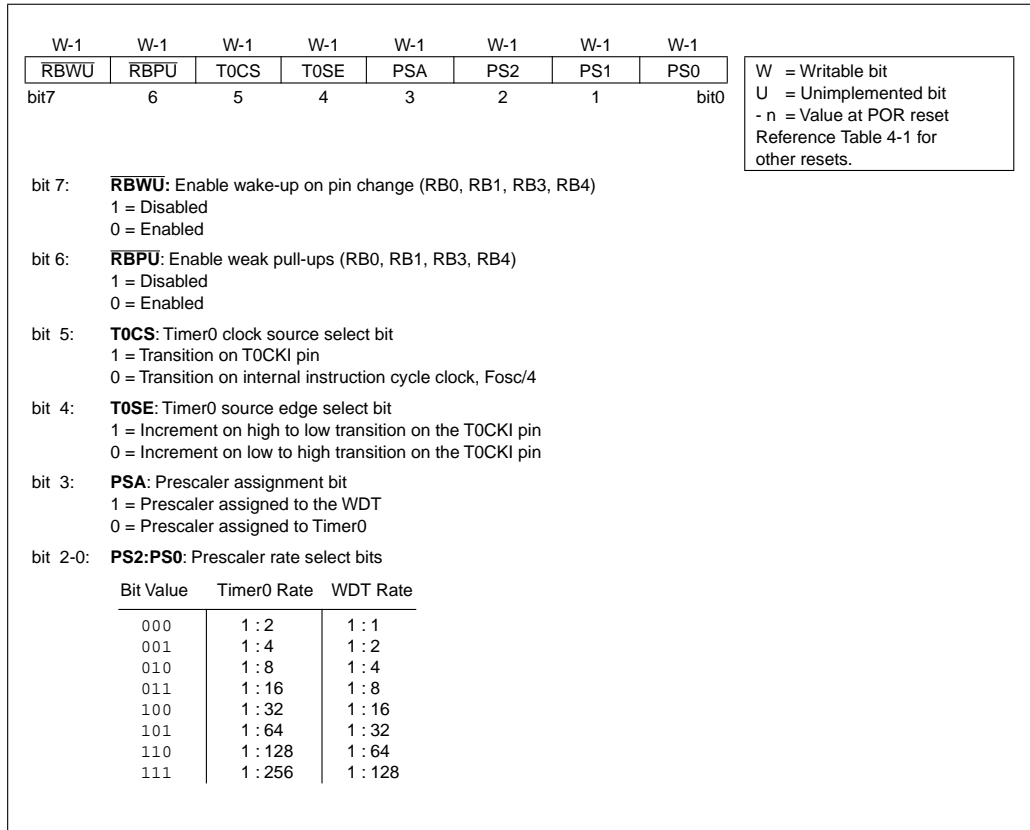 W-1 W-1 W-1 W-1 W-1 W-1 W-1 W-1
RBWU RBPU T0CS T0SE PSA PS2 PS1 PS0
bit7 6 5 4 3 2 1 bit0
W = Writable bit
U = Unimplemented bit
- n = Value at POR reset
Reference Table 4-1 for
other resets.
bit 7: RBWU: Enable wake-up on pin change (RB0, RB1, RB3, RB4)
1 = Disabled
0 = Enabled
bit 6: RBPU: Enable weak pull-ups (RB0, RB1, RB3, RB4)
1 = Disabled
0 = Enabled
bit 5: T0CS: Timer0 clock source select bit
1 = Transition on T0CKI pin
0 = Transition on internal instruction cycle clock, Fosc/4
bit 4: T0SE: Timer0 source edge select bit
1 = Increment on high to low transition on the T0CKI pin
0 = Increment on low to high transition on the T0CKI pin
bit 3: PSA: Prescaler assignment bit
1 = Prescaler assigned to the WDT
0 = Prescaler assigned to Timer0
bit 2-0: PS2:PS0: Prescaler rate select bits
Bit Value Timer0 Rate WDT Rate
000 1 : 2 1 : 1
001 1 : 4 1 : 2
010 1 : 8 1 : 4
011 1 : 16 1 : 8
100 1 : 32 1 : 16
101 1 : 64 1 : 32
110 1 : 128 1 : 64
111 1 : 256 1 : 128